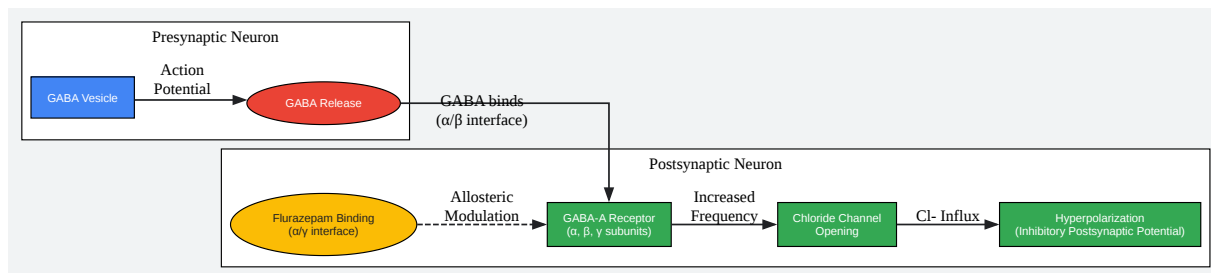 Presynaptic Neuron
GABA Vesicle
Action
Potential
GABA Release
GABA binds
(α/β interface)
Postsynaptic Neuron
Flurazepam Binding
(α/γ interface)
Allosteric
Modulation
GABA-A Receptor
(α, β, γ subunits)
Increased
Frequency
Chloride Channel
Opening
Cl- Influx
Hyperpolarization
(Inhibitory Postsynaptic Potential)